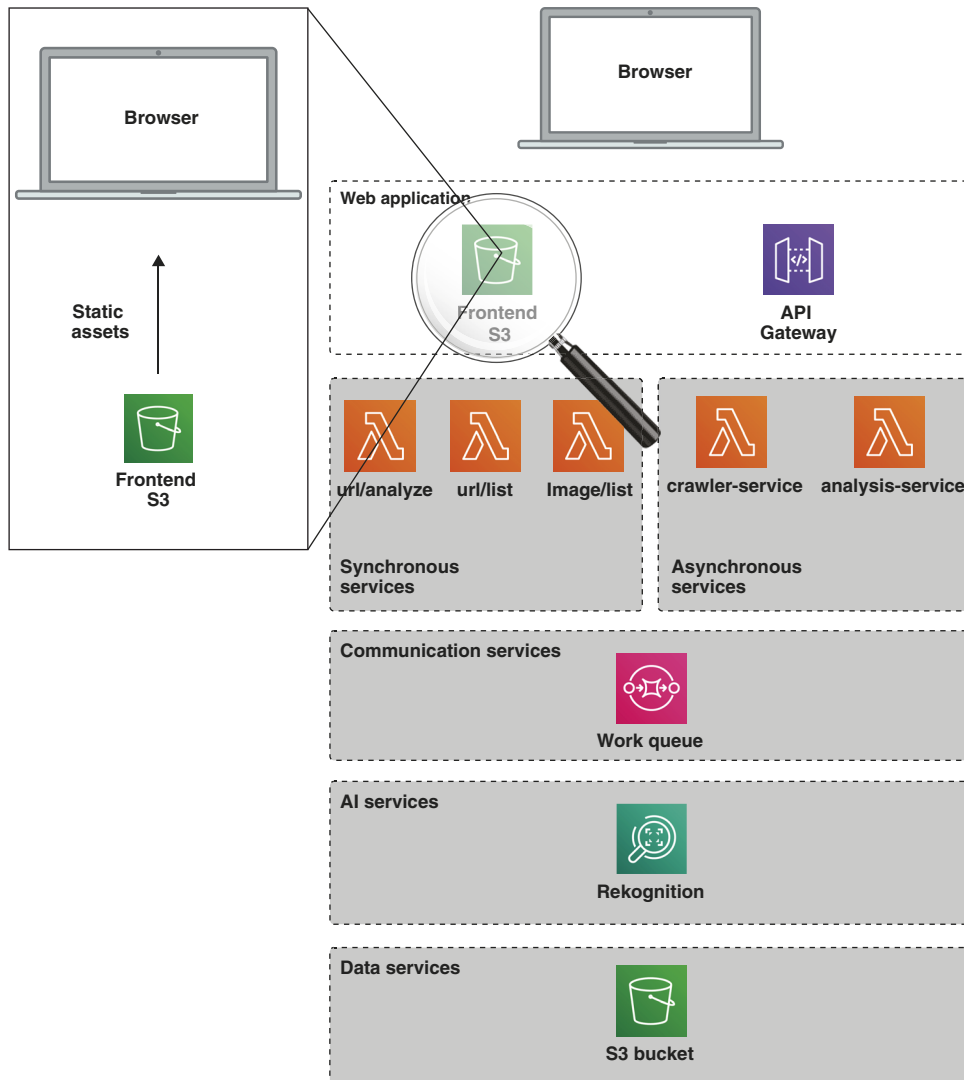 Browser
Static
assets
Frontend
S3
Browser
Web application
Frontend
S3
API
Gateway
url/analyze
url/list
Image/list
Synchronous
services
crawler-service
analysis-service
Asynchronous
services
Communication services
Work queue
AI services
Rekognition
Data services
S3 bucket